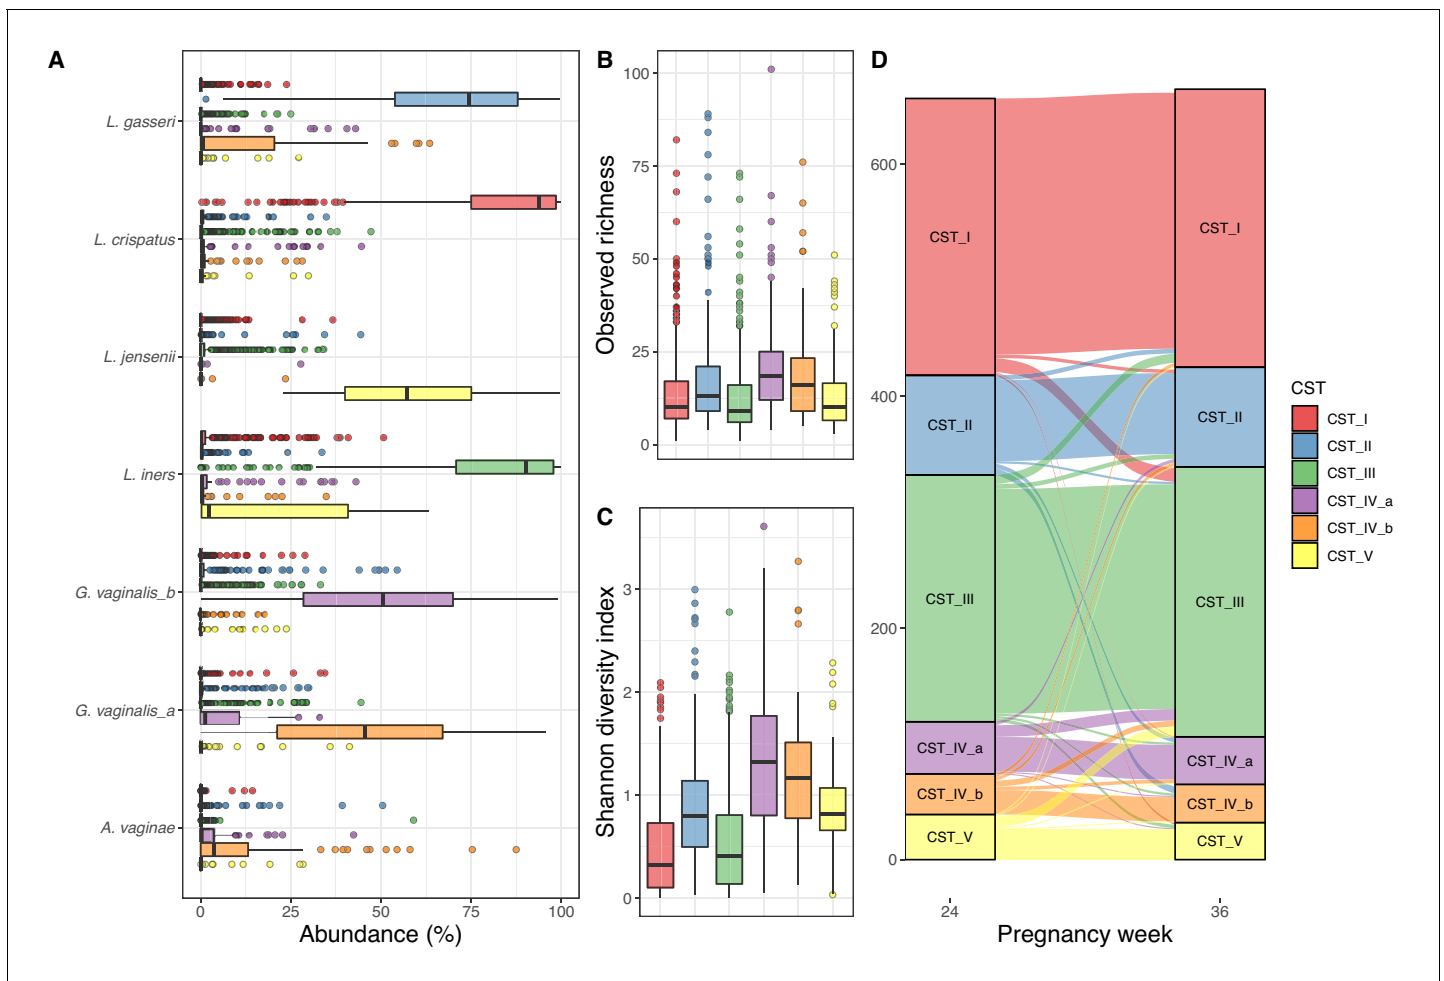 A
L. gasseri
L. crispatus
L. jensenii
L. iners
G. vaginalis_b
G. vaginalis_a
A. vaginae
0
25
50
75
100
Abundance (%)
B
100
75
50
25
0
Observed richness
C
3
2
1
0
Shannon diversity index
D
600
400
200
0
CST_I
CST_II
CST_III
CST_IV_a
CST_IV_b
CST_V
CST_I
CST_II
CST_III
CST_IV_a
CST_IV_b
CST_V
24
36
Pregnancy week
CST
CST_I
CST_II
CST_III
CST_IV_a
CST_IV_b
CST_V